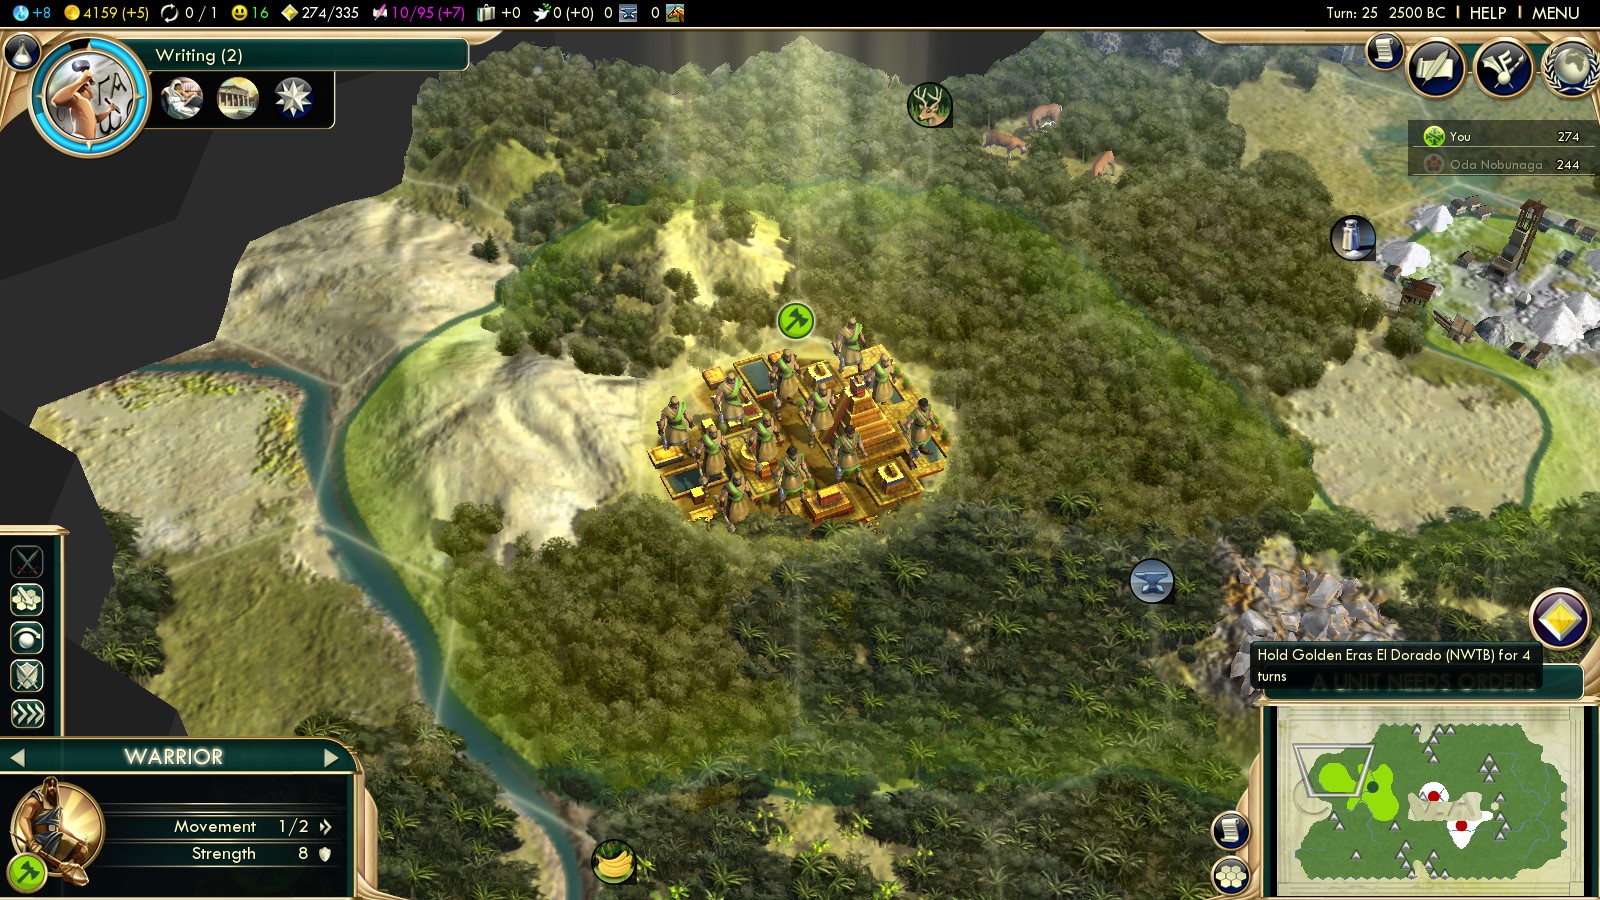 +8 4159 (+5) 0 / 1 16 274/335 10/95 (+7) +0 0 (+0) 0 0 Turn: 25 2500 BC HELP MENU
Writing (2)
You 274
Oda Nobunaga 244
Hold Golden Eras El Dorado (NWTB) for 4
turns
A UNIT NEEDS ORDERS
WARRIOR
Movement 1/2
Strength 8